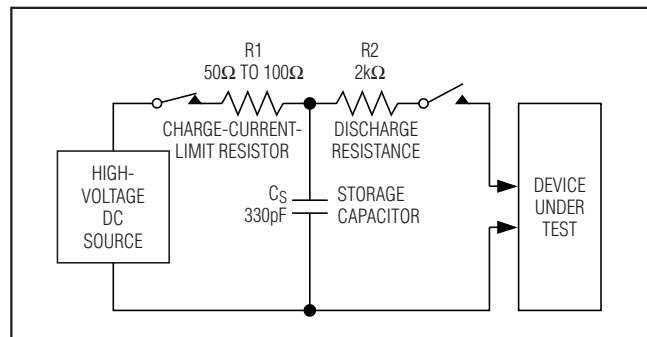 R1
50Ω TO 100Ω
CHARGE-CURRENT-
LIMIT RESISTOR
R2
2kΩ
DISCHARGE
RESISTANCE
HIGH-
VOLTAGE
DC
SOURCE
CS
330pF
STORAGE
CAPACITOR
DEVICE
UNDER
TEST